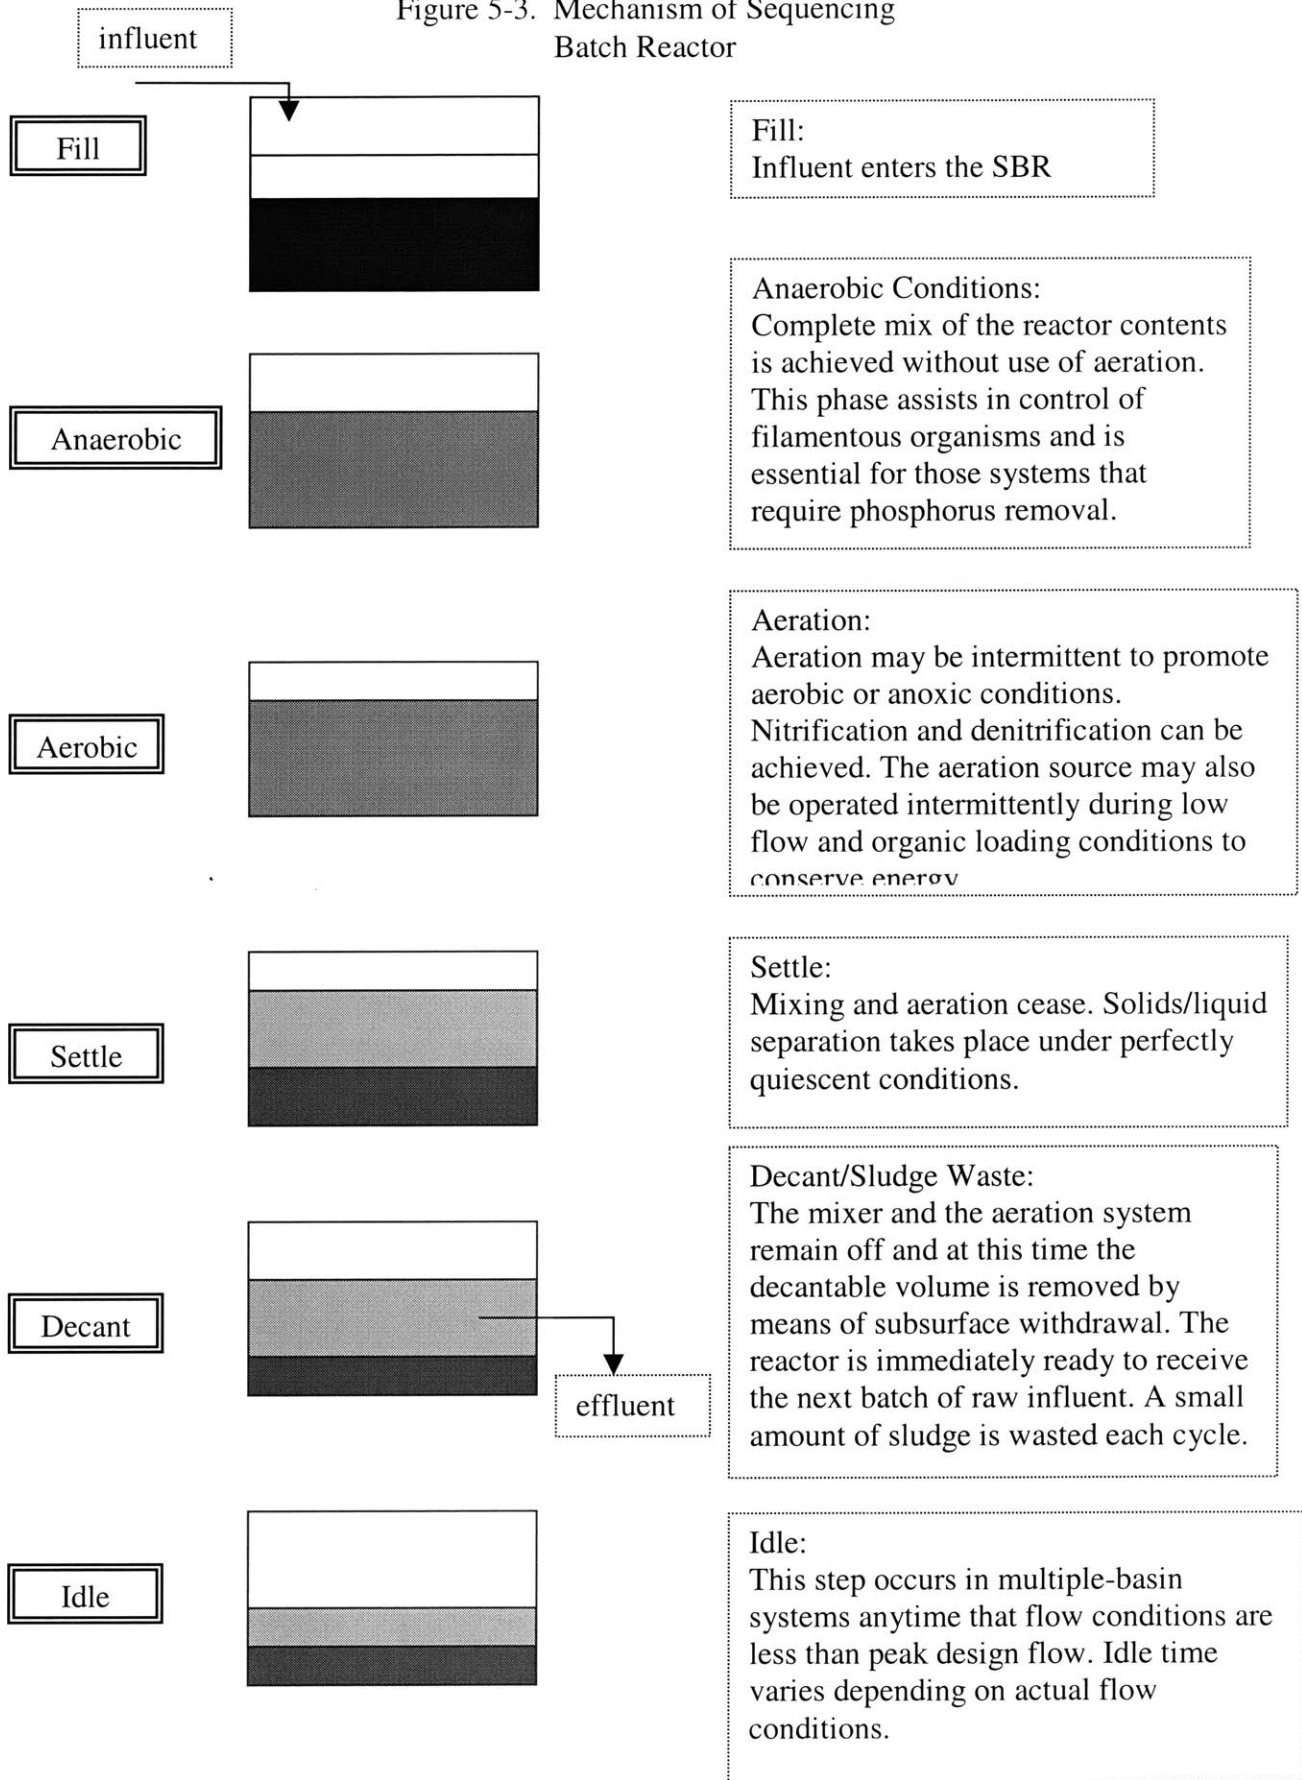 Figure 5-3. Mechanism of Sequencing
Batch Reactor
influent
Fill
Fill:
Influent enters the SBR
Anaerobic
Anaerobic Conditions:
Complete mix of the reactor contents
is achieved without use of aeration.
This phase assists in control of
filamentous organisms and is
essential for those systems that
require phosphorus removal.
Aerobic
Aeration:
Aeration may be intermittent to promote
aerobic or anoxic conditions.
Nitrification and denitrification can be
achieved. The aeration source may also
be operated intermittently during low
flow and organic loading conditions to
conserve energy
Settle
Settle:
Mixing and aeration cease. Solids/liquid
separation takes place under perfectly
quiescent conditions.
Decant
effluent
Decant/Sludge Waste:
The mixer and the aeration system
remain off and at this time the
decantable volume is removed by
means of subsurface withdrawal. The
reactor is immediately ready to receive
the next batch of raw influent. A small
amount of sludge is wasted each cycle.
Idle
Idle:
This step occurs in multiple-basin
systems anytime that flow conditions are
less than peak design flow. Idle time
varies depending on actual flow
conditions.